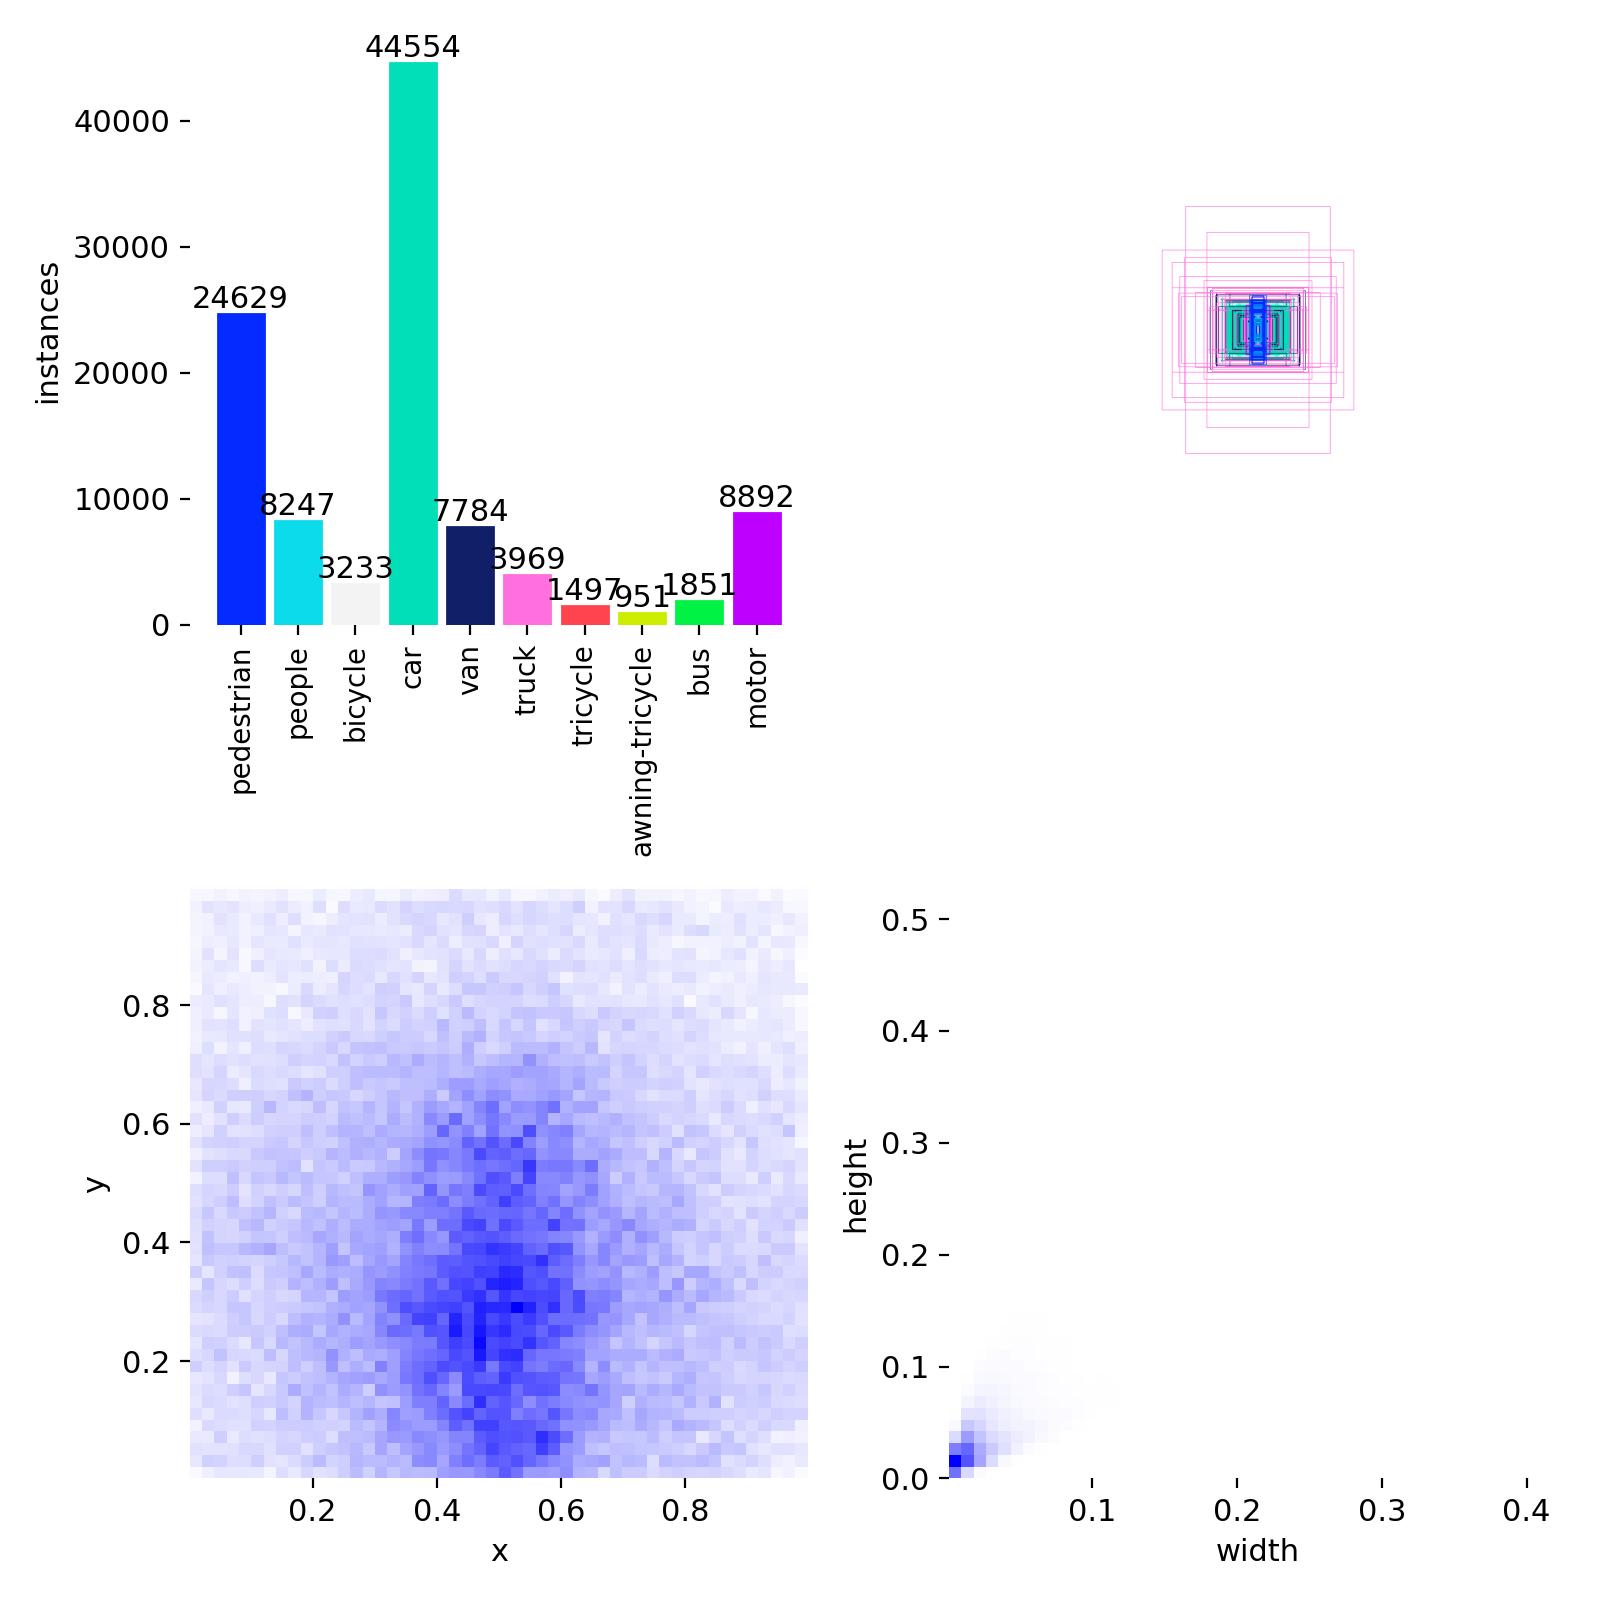 instances
40000
30000
20000
10000
0
44554
24629
8247
3233
7784
3969
1497
951
1851
8892
pedestrian
people
bicycle
car
van
truck
tricycle
awning-tricycle
bus
motor
y
0.8
0.6
0.4
0.2
0.2 0.4 0.6 0.8
x
height
0.5
0.4
0.3
0.2
0.1
0.0
0.1 0.2 0.3 0.4
width